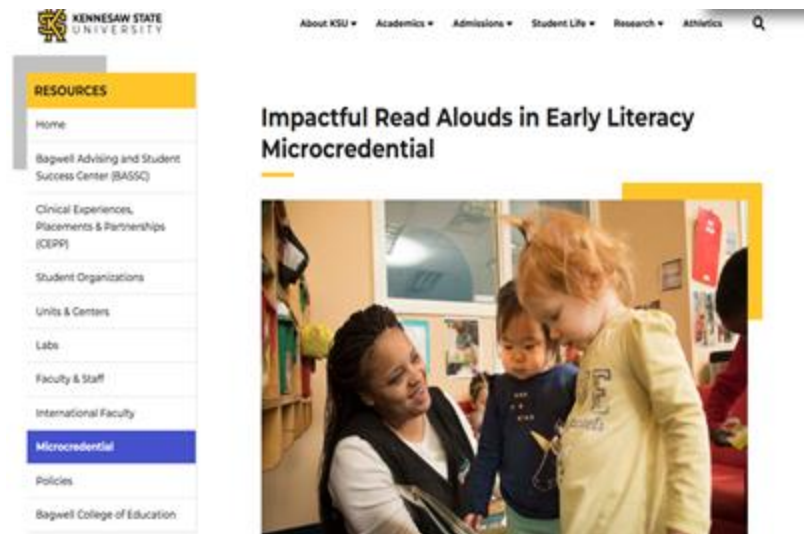 KENNESAW STATE
UNIVERSITY
About KSU
Academics
Admissions
Student Life
Research
Athletics
RESOURCES
Home
Bagwell Advising and Student
Success Center (BASSC)
Clinical Experiences,
Placements & Partnerships
(CEPP)
Student Organizations
Units & Centers
Labs
Faculty & Staff
International Faculty
Microcredential
Policies
Bagwell College of Education
Impactful Read Alouds in Early Literacy
Microcredential